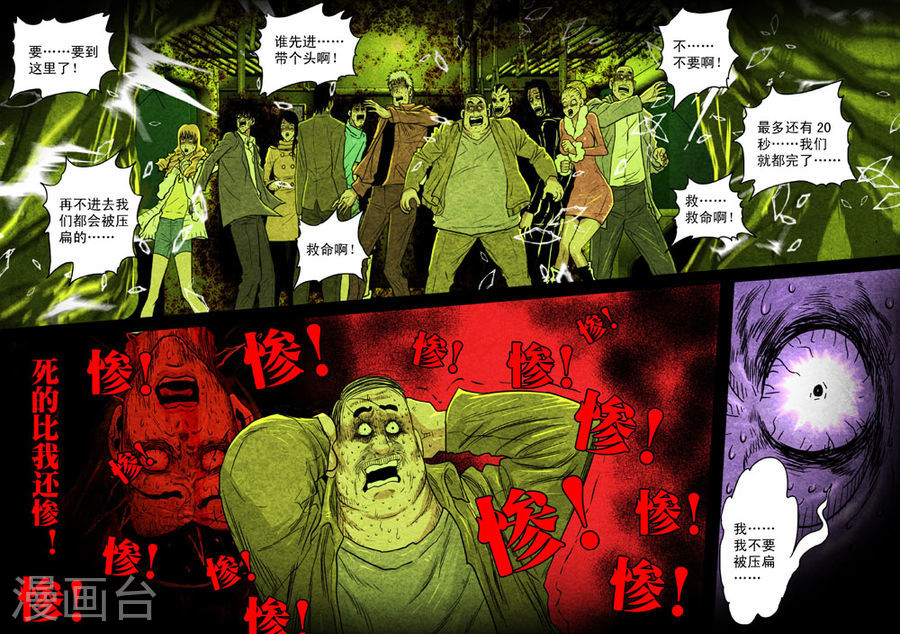 要……要到
这里了！
谁先进……
带个头啊！
不……
不要啊！
最多还有 20
秒……我们
就都完了……
再不进去我
们都会被压
扁的……
救命啊！
救……
救命啊！
死的比我还惨！
惨！
惨！
惨！
惨！
惨！
惨！
惨！
惨！
惨！
惨！
惨！
惨！
惨！
惨！
我……
我不要
被压扁
……
漫画台